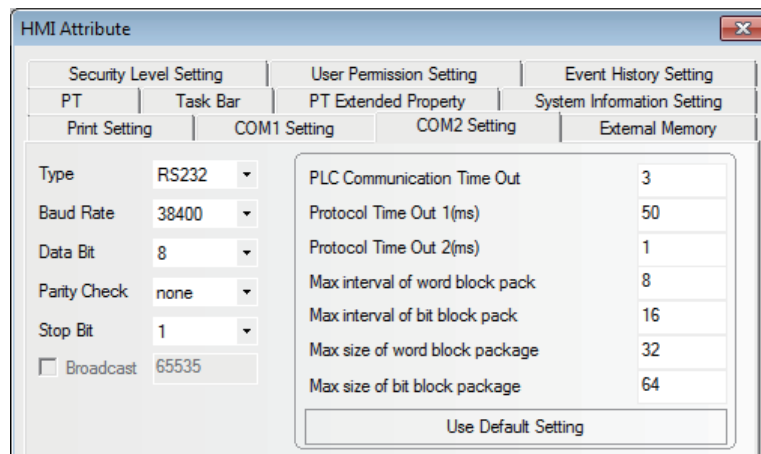 HMI Attribute
Security Level Setting User Permission Setting Event History Setting
PT Task Bar PT Extended Property System Information Setting
Print Setting COM1 Setting COM2 Setting External Memory
Type RS232
Baud Rate 38400
Data Bit 8
Parity Check none
Stop Bit 1
Broadcast 65535
PLC Communication Time Out 3
Protocol Time Out 1(ms) 50
Protocol Time Out 2(ms) 1
Max interval of word block pack 8
Max interval of bit block pack 16
Max size of word block package 32
Max size of bit block package 64
Use Default Setting